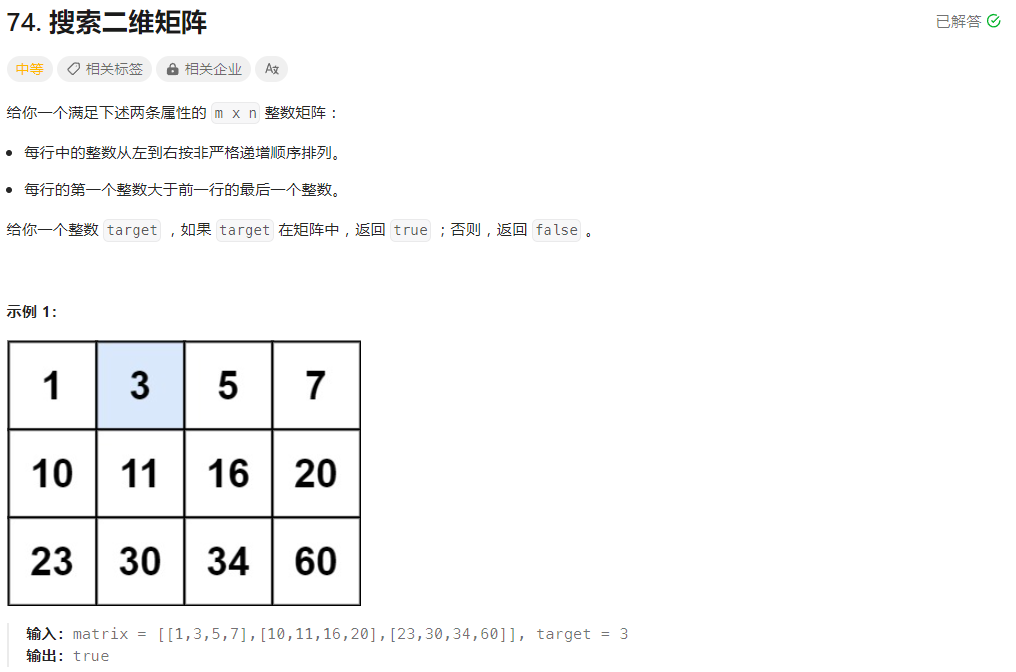 74. 搜索二维矩阵
已解答
中等 相关标签 相关企业 Az
给你一个满足下述两条属性的 m x n 整数矩阵：
每行中的整数从左到右按非严格递增顺序排列。
每行的第一个整数大于前一行的最后一个整数。
给你一个整数 target ，如果 target 在矩阵中，返回 true ；否则，返回 false 。
示例 1：
1 3 5 7
10 11 16 20
23 30 34 60
输入：matrix = [[1,3,5,7],[10,11,16,20],[23,30,34,60]], target = 3
输出：true